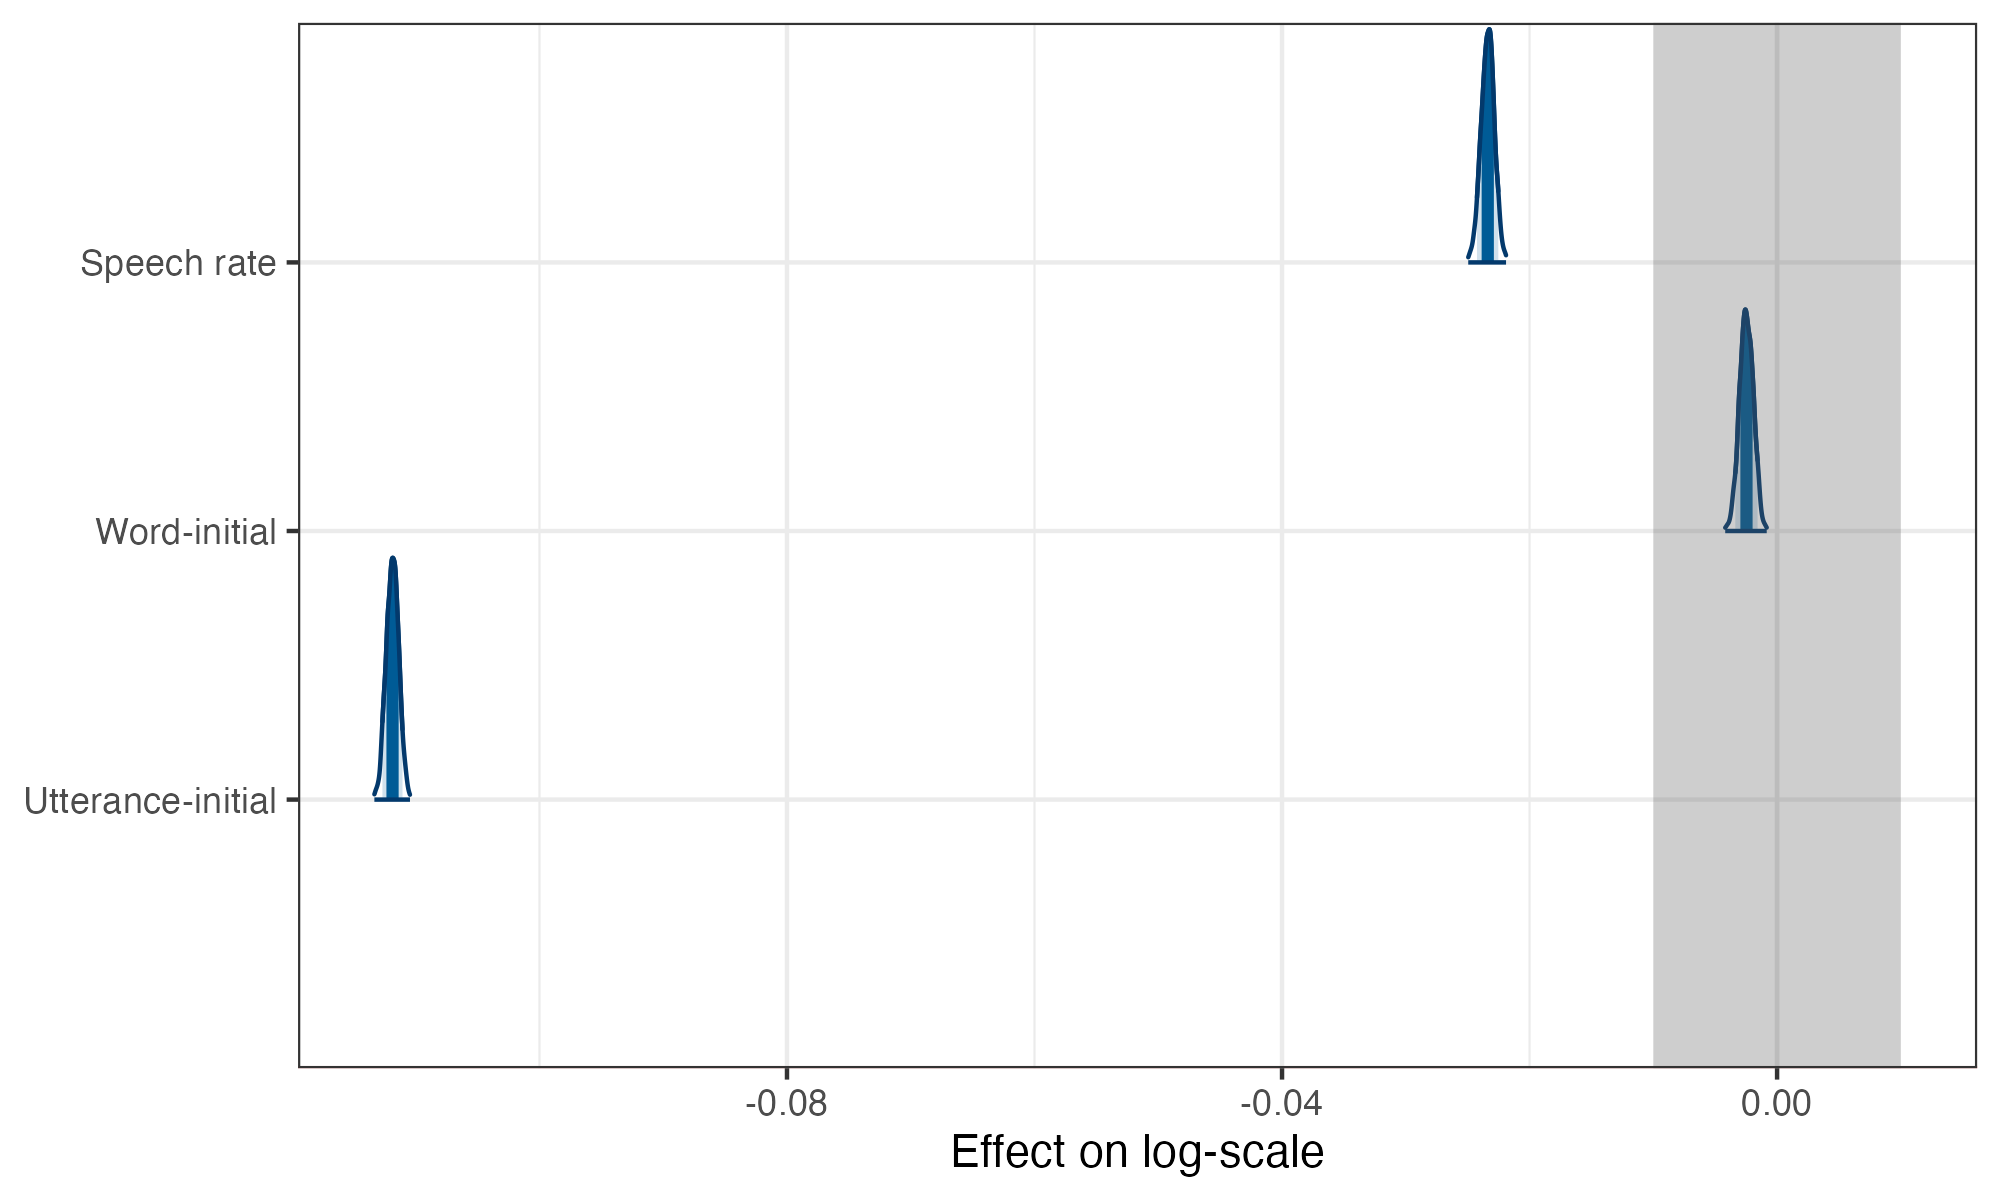 Speech rate
Word-initial
Utterance-initial
-0.08 -0.04 0.00
Effect on log-scale